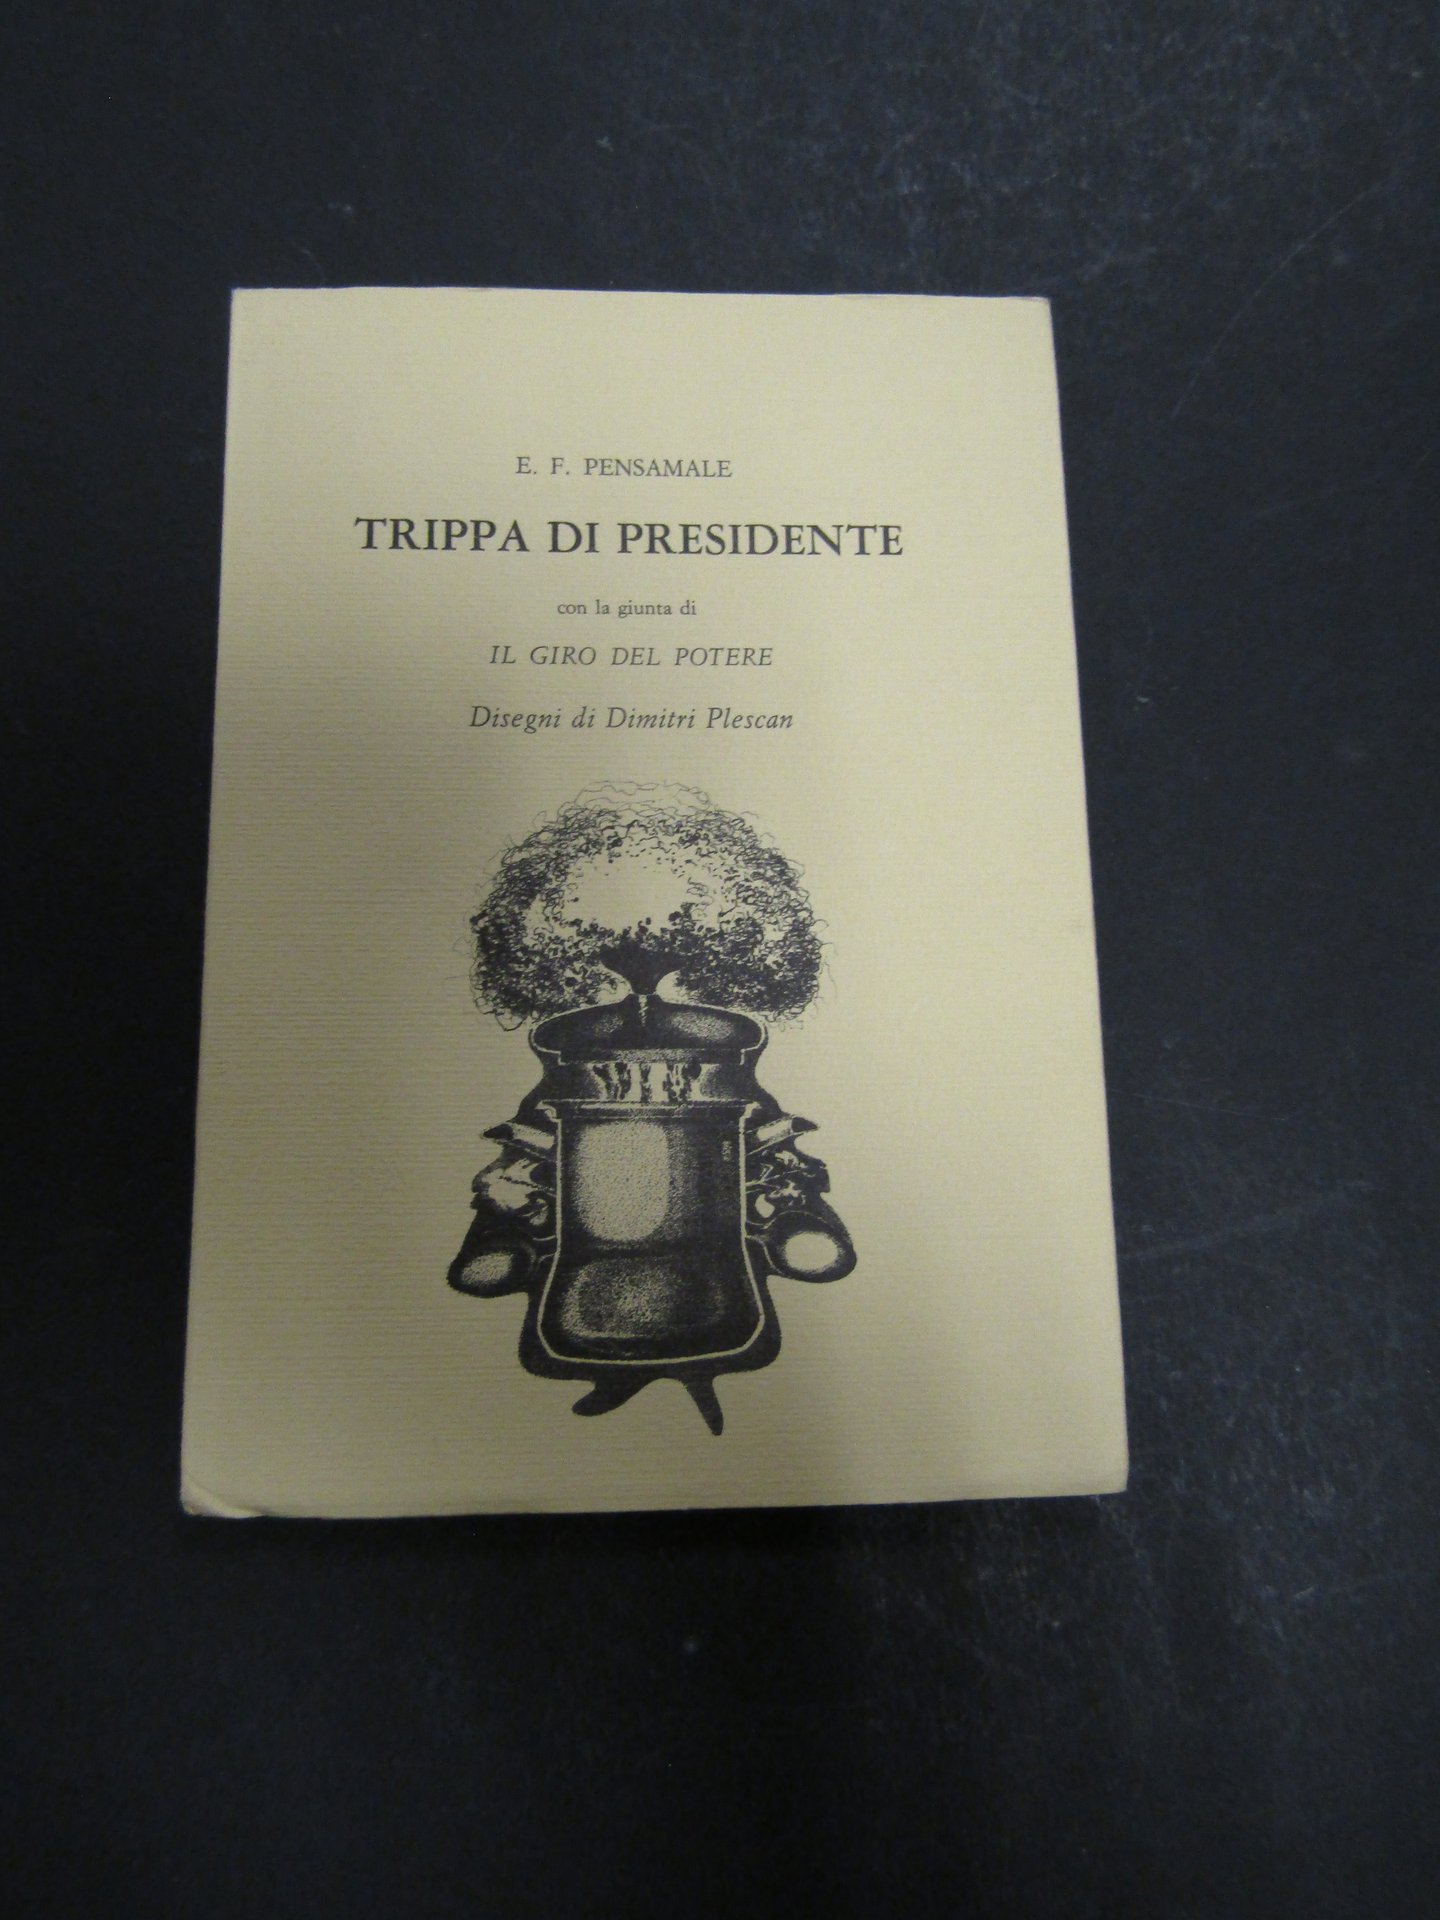 E. F. PENSAMALE
TRIPPA DI PRESIDENTE
con la giunta di
IL GIRO DEL POTERE
Disegni di Dimitri Plescan